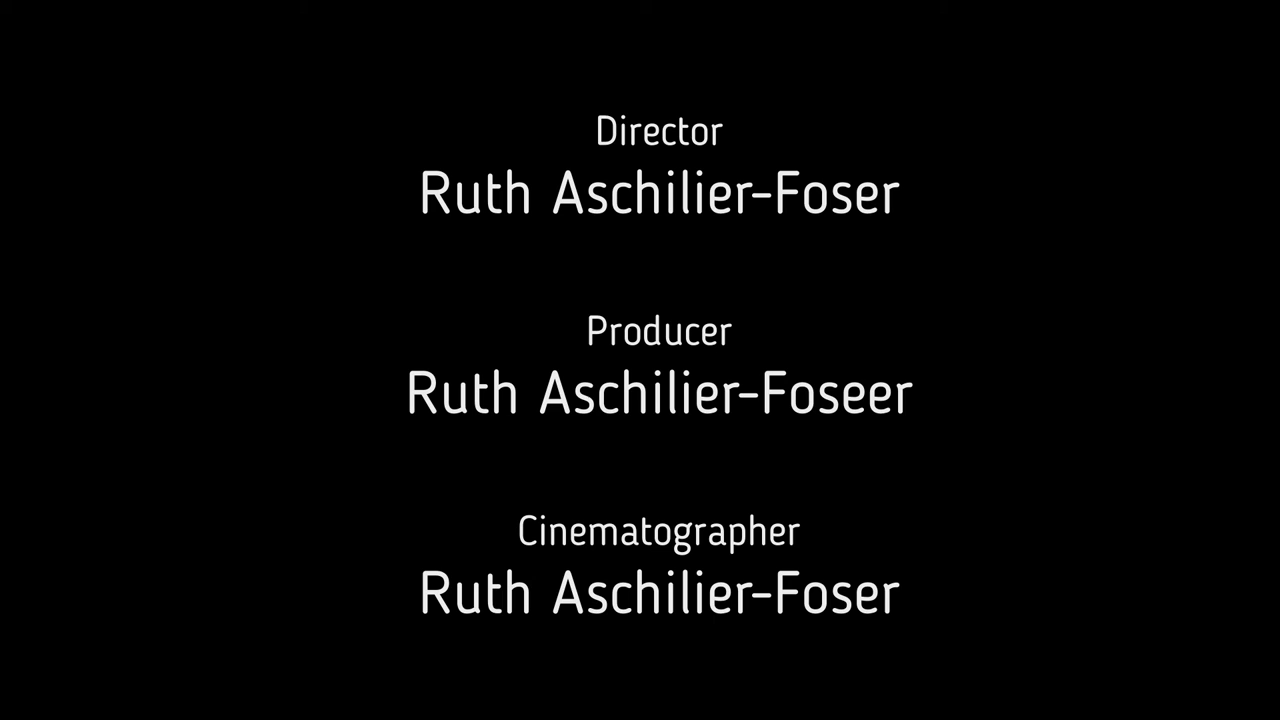 Director
Ruth Aschilier-Foser
Producer
Ruth Aschilier-Foseer
Cinematographer
Ruth Aschilier-Foser